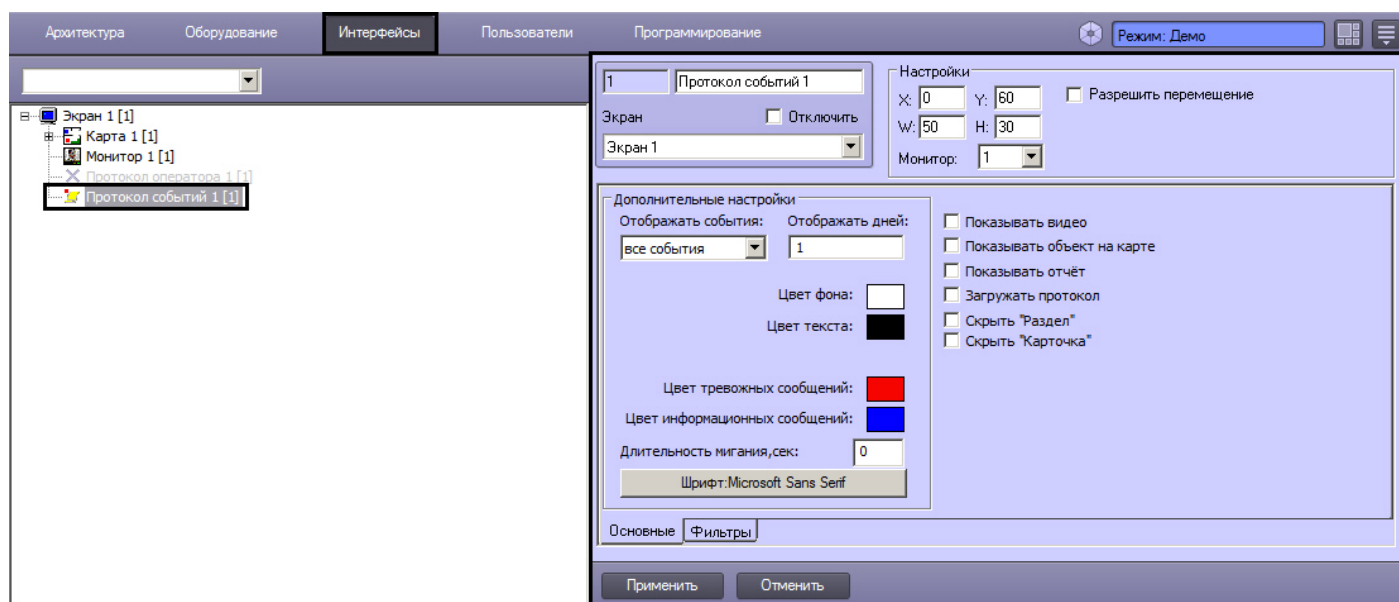 Архитектура Оборудование Интерфейсы Пользователи Программирование Режим: Демо
Экран 1 [1]
Карта 1 [1]
Монитор 1 [1]
Протокол оператора 1 [1]
Протокол событий 1 [1]
1 Протокол событий 1
Экран Отключить
Экран 1
Настройки
X: 0 Y: 60 Разрешить перемещение
W: 50 H: 30
Монитор: 1
Дополнительные настройки
Отображать события: Отображать дней:
все события 1
Цвет фона:
Цвет текста:
Цвет тревожных сообщений:
Цвет информационных сообщений:
Длительность мигания,сек: 0
Шрифт:Microsoft Sans Serif
Показывать видео
Показывать объект на карте
Показывать отчёт
Загружать протокол
Скрыть "Раздел"
Скрыть "Карточка"
Основные Фильтры
Применить Отменить